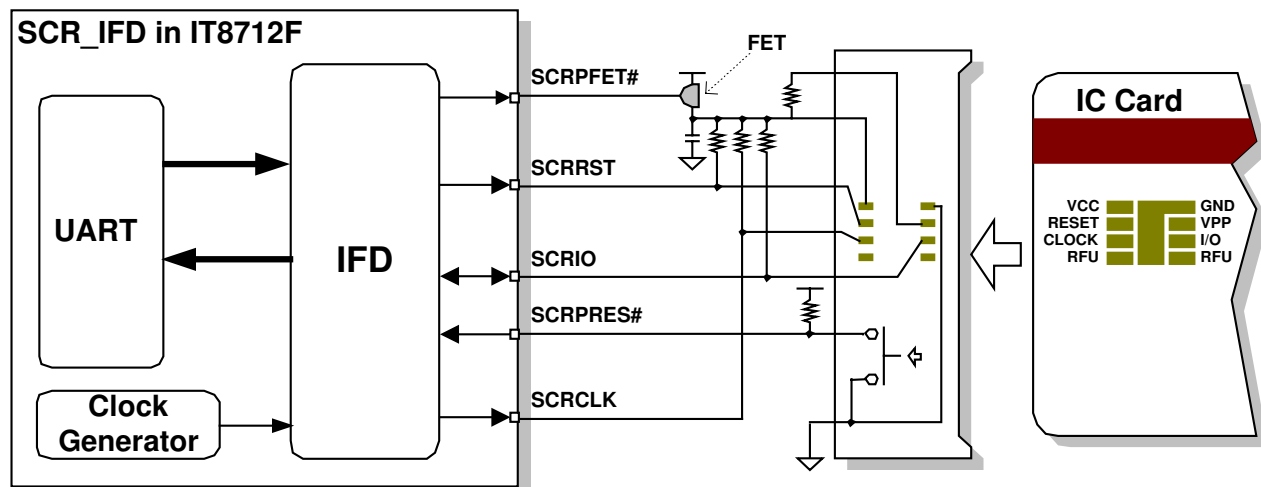 SCR_IFD in IT8712F
UART
IFD
Clock
Generator
SCRPFET#
SCRRST
SCRIO
SCRPRES#
SCRCLK
FET
IC Card
VCC
RESET
CLOCK
RFU
GND
VPP
I/O
RFU